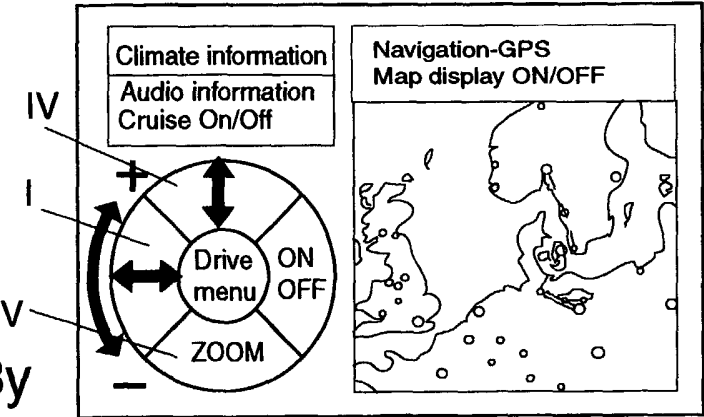 Climate information
Audio information
Cruise On/Off
Navigation-GPS
Map display ON/OFF
IV
+
I
Drive
menu
ON
OFF
V
ZOOM
−